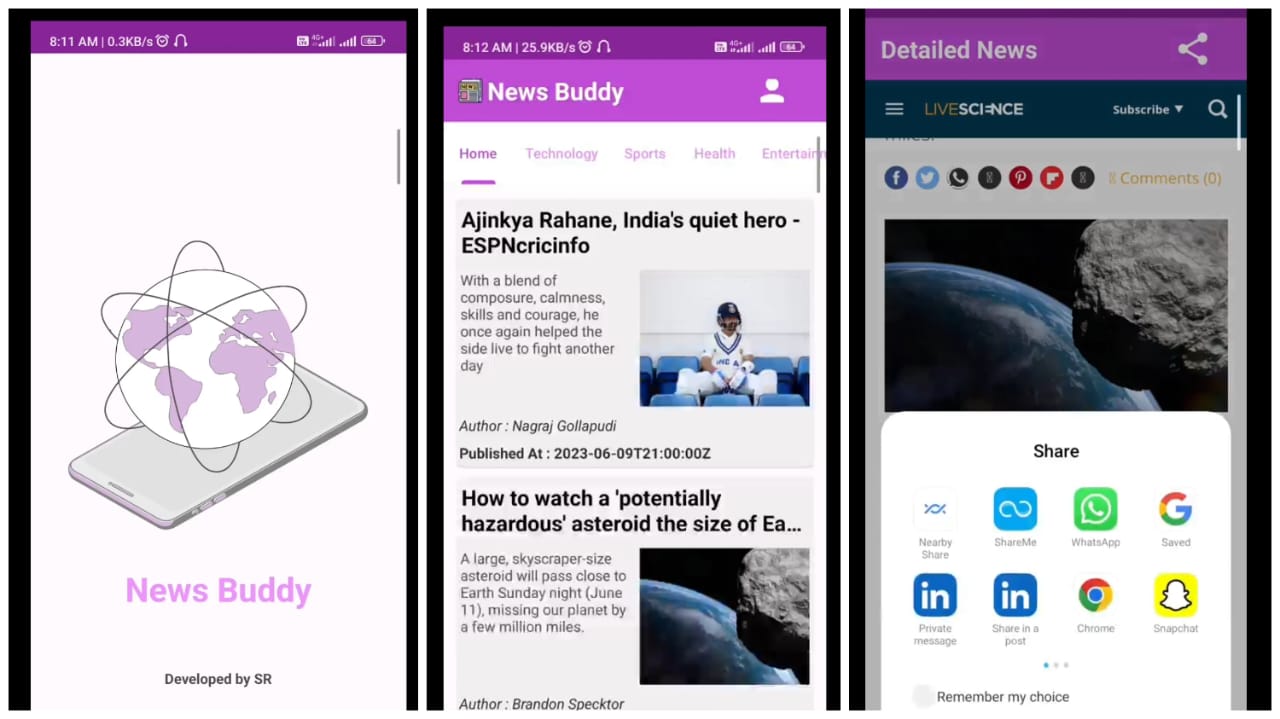 8:11 AM | 0.3KB/s
4G+
64
News Buddy
Developed by SR
8:12 AM | 25.9KB/s
4G+
64
News Buddy
Home Technology Sports Health Entertain
Ajinkya Rahane, India's quiet hero -
ESPNcricinfo
With a blend of
composure, calmness,
skills and courage, he
once again helped the
side live to fight another
day
Author : Nagraj Gollapudi
Published At : 2023-06-09T21:00:00Z
How to watch a 'potentially
hazardous' asteroid the size of Ea...
A large, skyscraper-size
asteroid will pass close to
Earth Sunday night (June
11), missing our planet by
a few million miles.
Author : Brandon Specktor
Detailed News
LIVESCIENCE Subscribe
miles.
Comments (0)
Share
Nearby
Share
ShareMe
WhatsApp
Saved
Private
message
Share in a
post
Chrome
Snapchat
Remember my choice